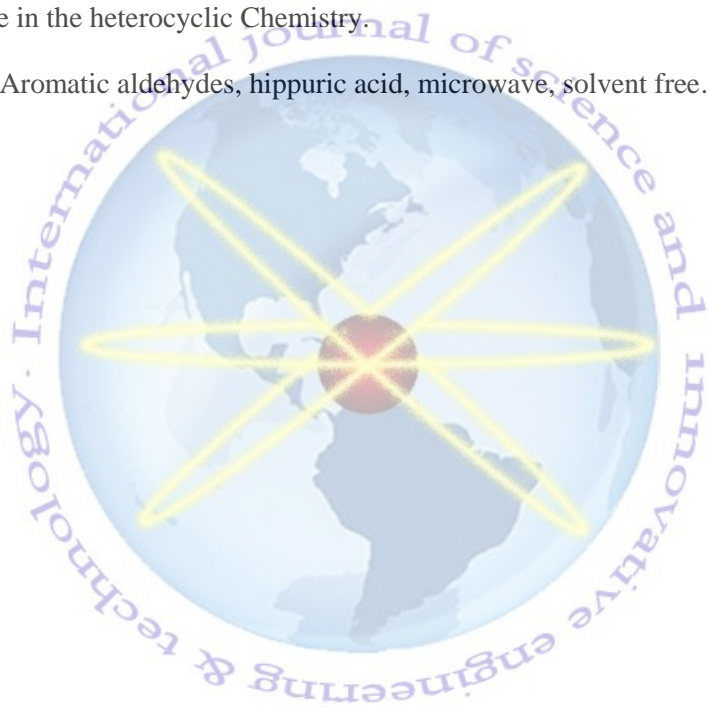 e in the heterocyclic Chemistry.
Aromatic aldehydes, hippuric acid, microwave, solvent free.
International journal of science and innovative engineering & technology.